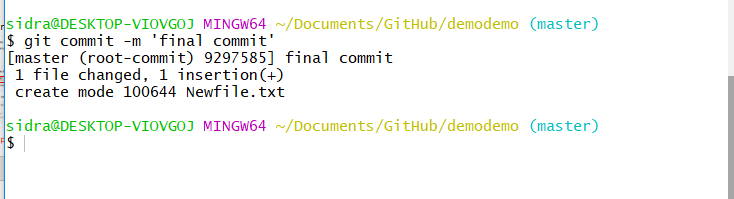 sidra@DESKTOP-VIOVGOJ MINGW64 ~/Documents/GitHub/demodemo (master)
$ git commit -m 'final commit'
[master (root-commit) 9297585] final commit
 1 file changed, 1 insertion(+)
 create mode 100644 Newfile.txt
sidra@DESKTOP-VIOVGOJ MINGW64 ~/Documents/GitHub/demodemo (master)
$